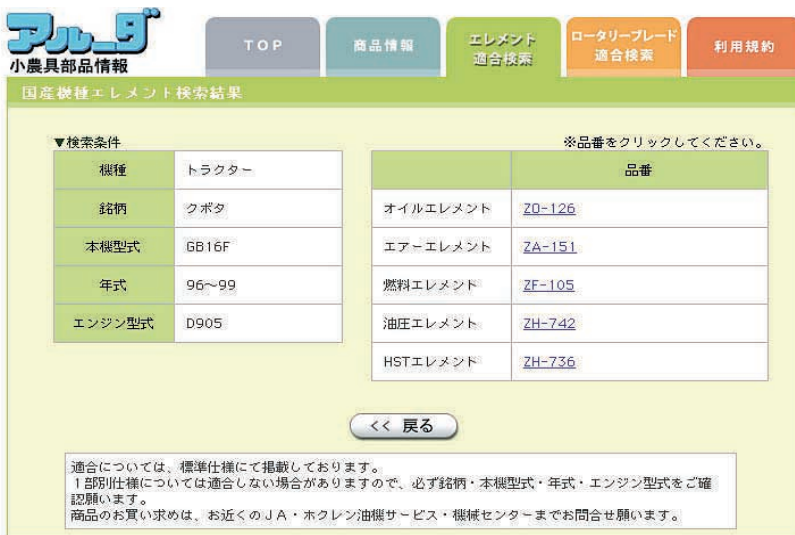 アルーダ
小農具部品情報
TOP
商品情報
エレメント
適合検索
ロータリーブレード
適合検索
利用規約
国産機種エレメント検索結果
▼検索条件
機種 トラクター
銘柄 クボタ
本機型式 GB16F
年式 96～99
エンジン型式 D905
※品番をクリックしてください。
品番
オイルエレメント ZO-126
エアーエレメント ZA-151
燃料エレメント ZF-105
油圧エレメント ZH-742
HSTエレメント ZH-736
<< 戻る
適合については、標準仕様にて掲載しております。
1部別仕様については適合しない場合がありますので、必ず銘柄・本機型式・年式・エンジン型式をご確
認願います。
商品のお買い求めは、お近くのJA・ホクレン油機サービス・機械センターまでお問合せ願います。